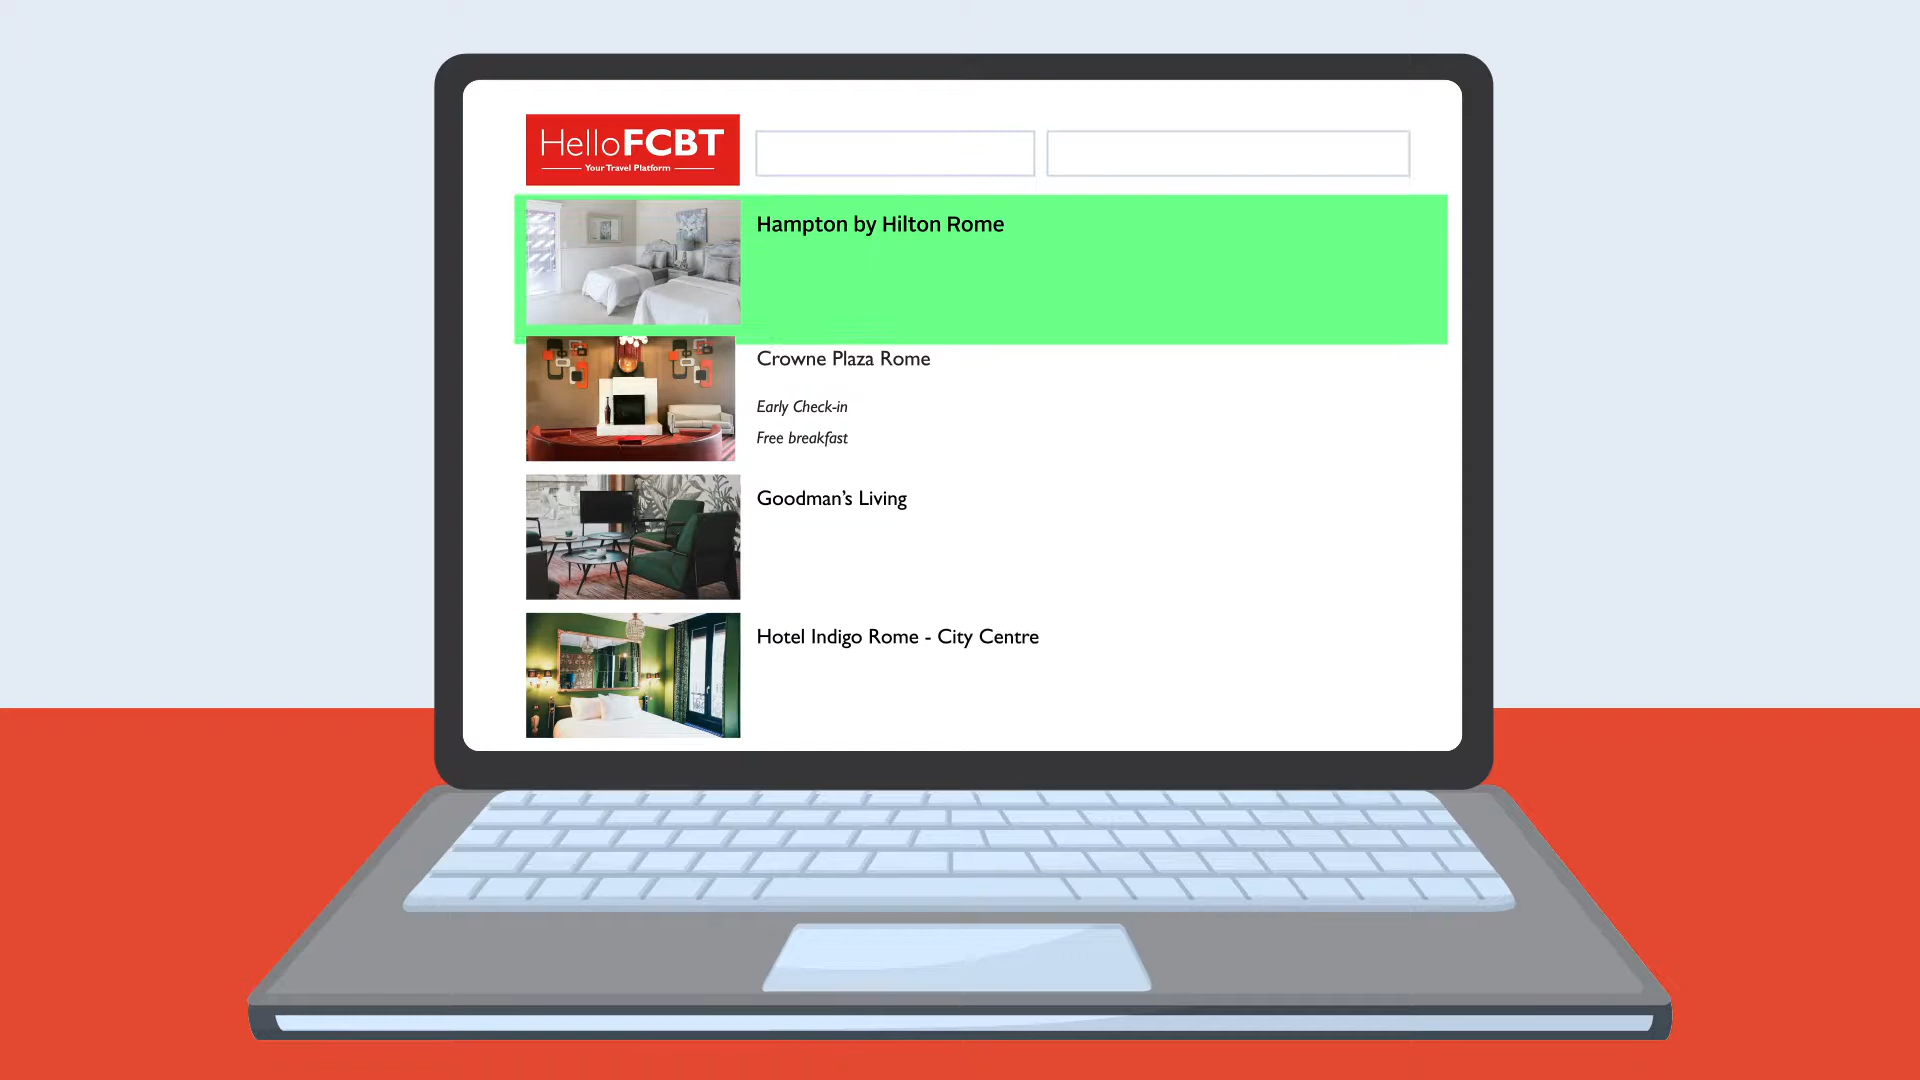 HelloFCBT
Your Travel Platform
Hampton by Hilton Rome
Crowne Plaza Rome
Early Check-in
Free breakfast
Goodman’s Living
Hotel Indigo Rome - City Centre